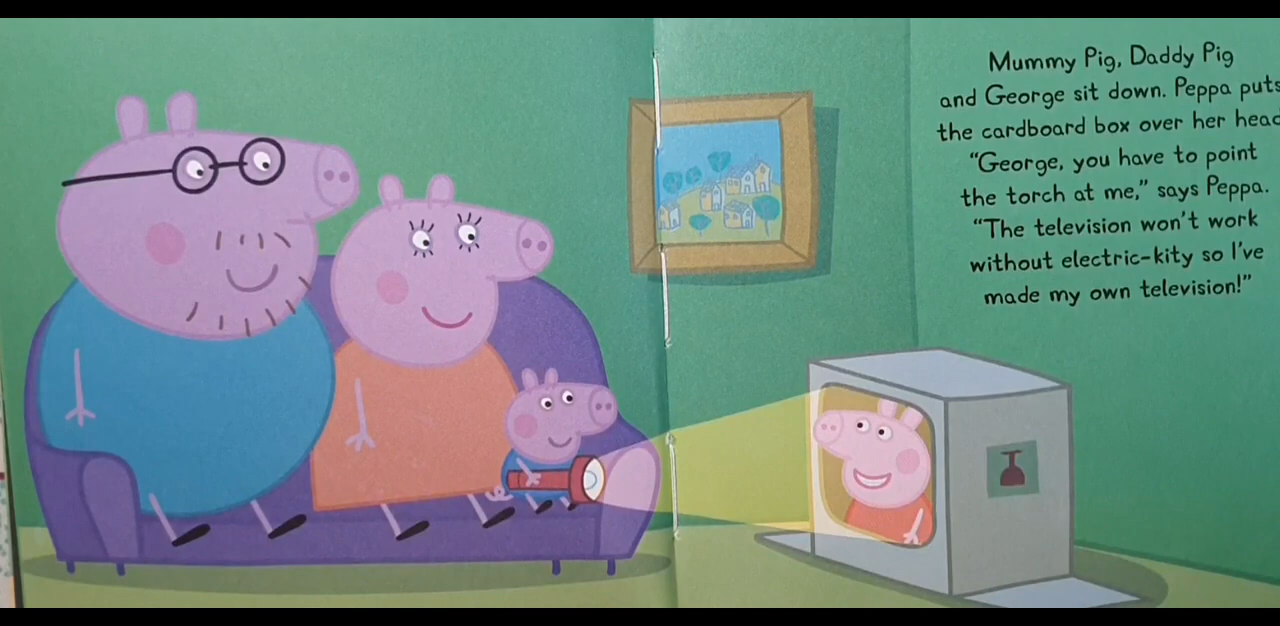 Mummy Pig, Daddy Pig
and George sit down. Peppa puts
the cardboard box over her head.
"George, you have to point
the torch at me," says Peppa.
"The television won't work
without electric-kity so I've
made my own television!"